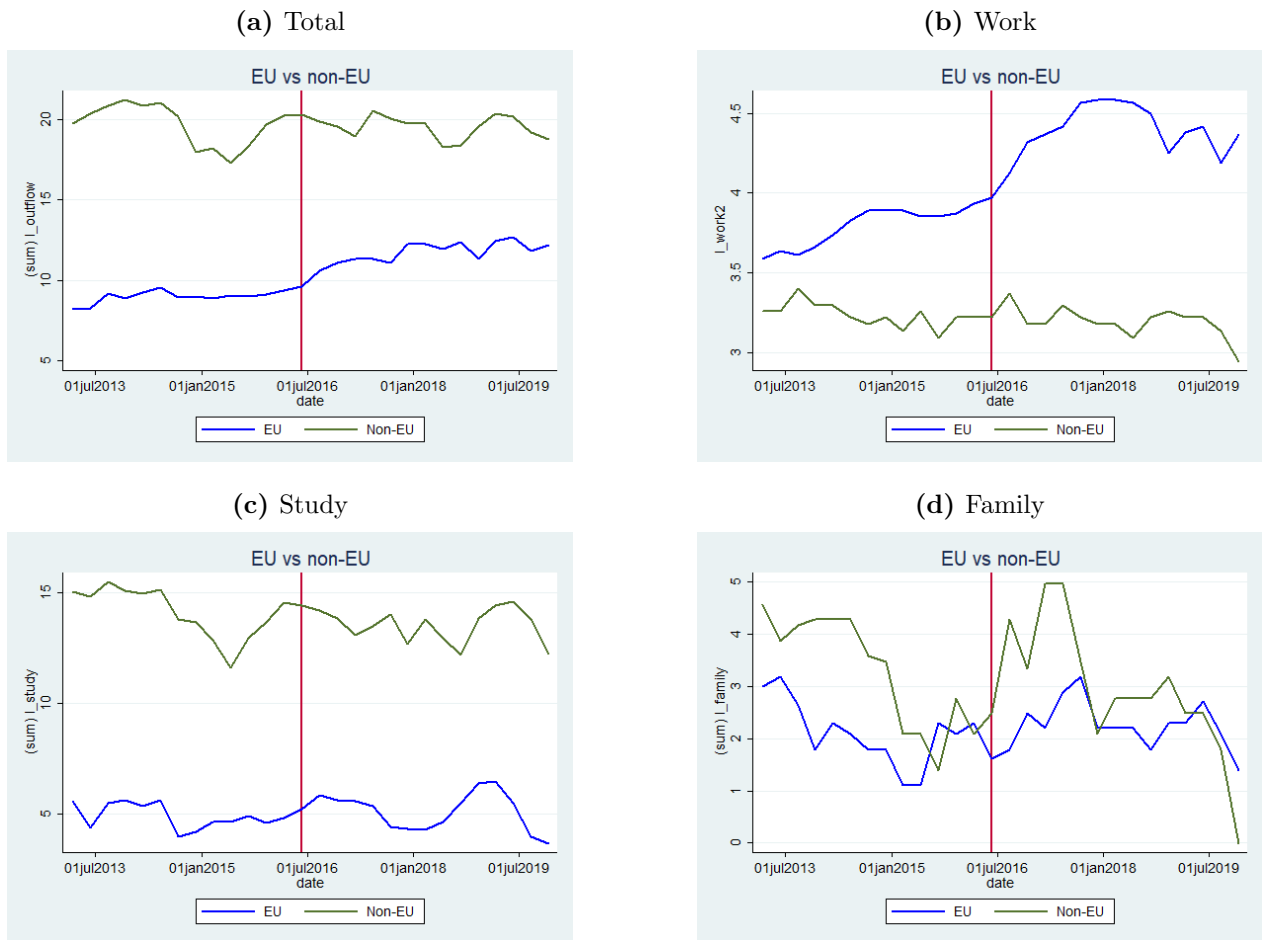 (a) Total
EU vs non-EU
(sum) l_outflow
20
15
10
5
01jul2013 01jan2015 01jul2016 01jan2018 01jul2019
date
EU Non-EU
(b) Work
EU vs non-EU
l_work2
4.5
4
3.5
3
01jul2013 01jan2015 01jul2016 01jan2018 01jul2019
date
EU Non-EU
(c) Study
EU vs non-EU
(sum) l_study
15
10
5
01jul2013 01jan2015 01jul2016 01jan2018 01jul2019
date
EU Non-EU
(d) Family
EU vs non-EU
(sum) l_family
5
4
3
2
1
0
01jul2013 01jan2015 01jul2016 01jan2018 01jul2019
date
EU Non-EU